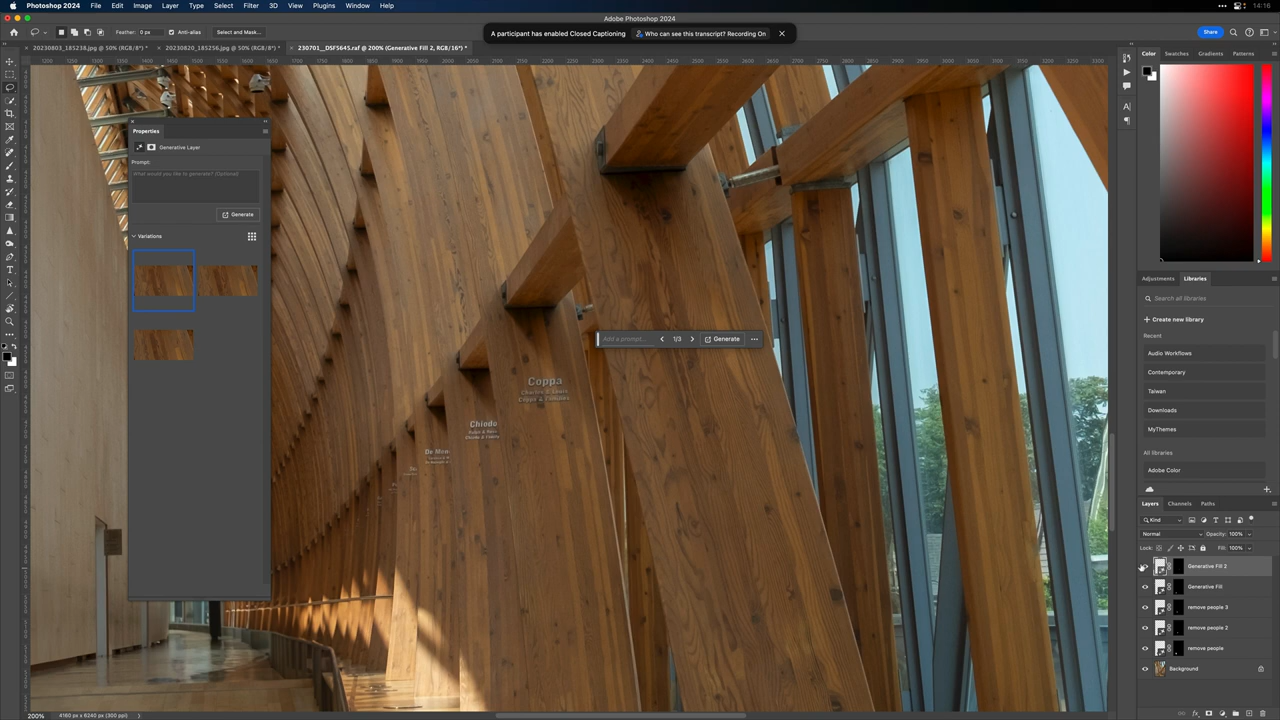 Photoshop 2024 File Edit Image Layer Type Select Filter 3D View Plugins Window Help 14:16
Adobe Photoshop 2024
Feather: 0 px Anti-alias Select and Mask... Share
A participant has enabled Closed Captioning Who can see this transcript? Recording On
20230803_185238.jpg @ 50% (RGB/8*) * 20230820_185256.jpg @ 50% (RGB/8*) * 230701__DSF5645.raf @ 200% (Generative Fill 2, RGB/16*) *
Properties
Generative Layer
Prompt:
What would you like to generate? (Optional)
Generate
Variations
Add a prompt... 1/3 Generate
Coppa
Chiodo
De Mon
Color Swatches Gradients Patterns
Adjustments Libraries
Search all libraries
Create new library
Recent
Audio Workflows
Contemporary
Taiwan
Downloads
MyThemes
All libraries
Adobe Color
Layers Channels Paths
Kind
Normal Opacity: 100%
Lock: Fill: 100%
Generative Fill 2
Generative Fill
remove people 3
remove people 2
remove people
Background
200% 4160 px x 6240 px (300 ppi)